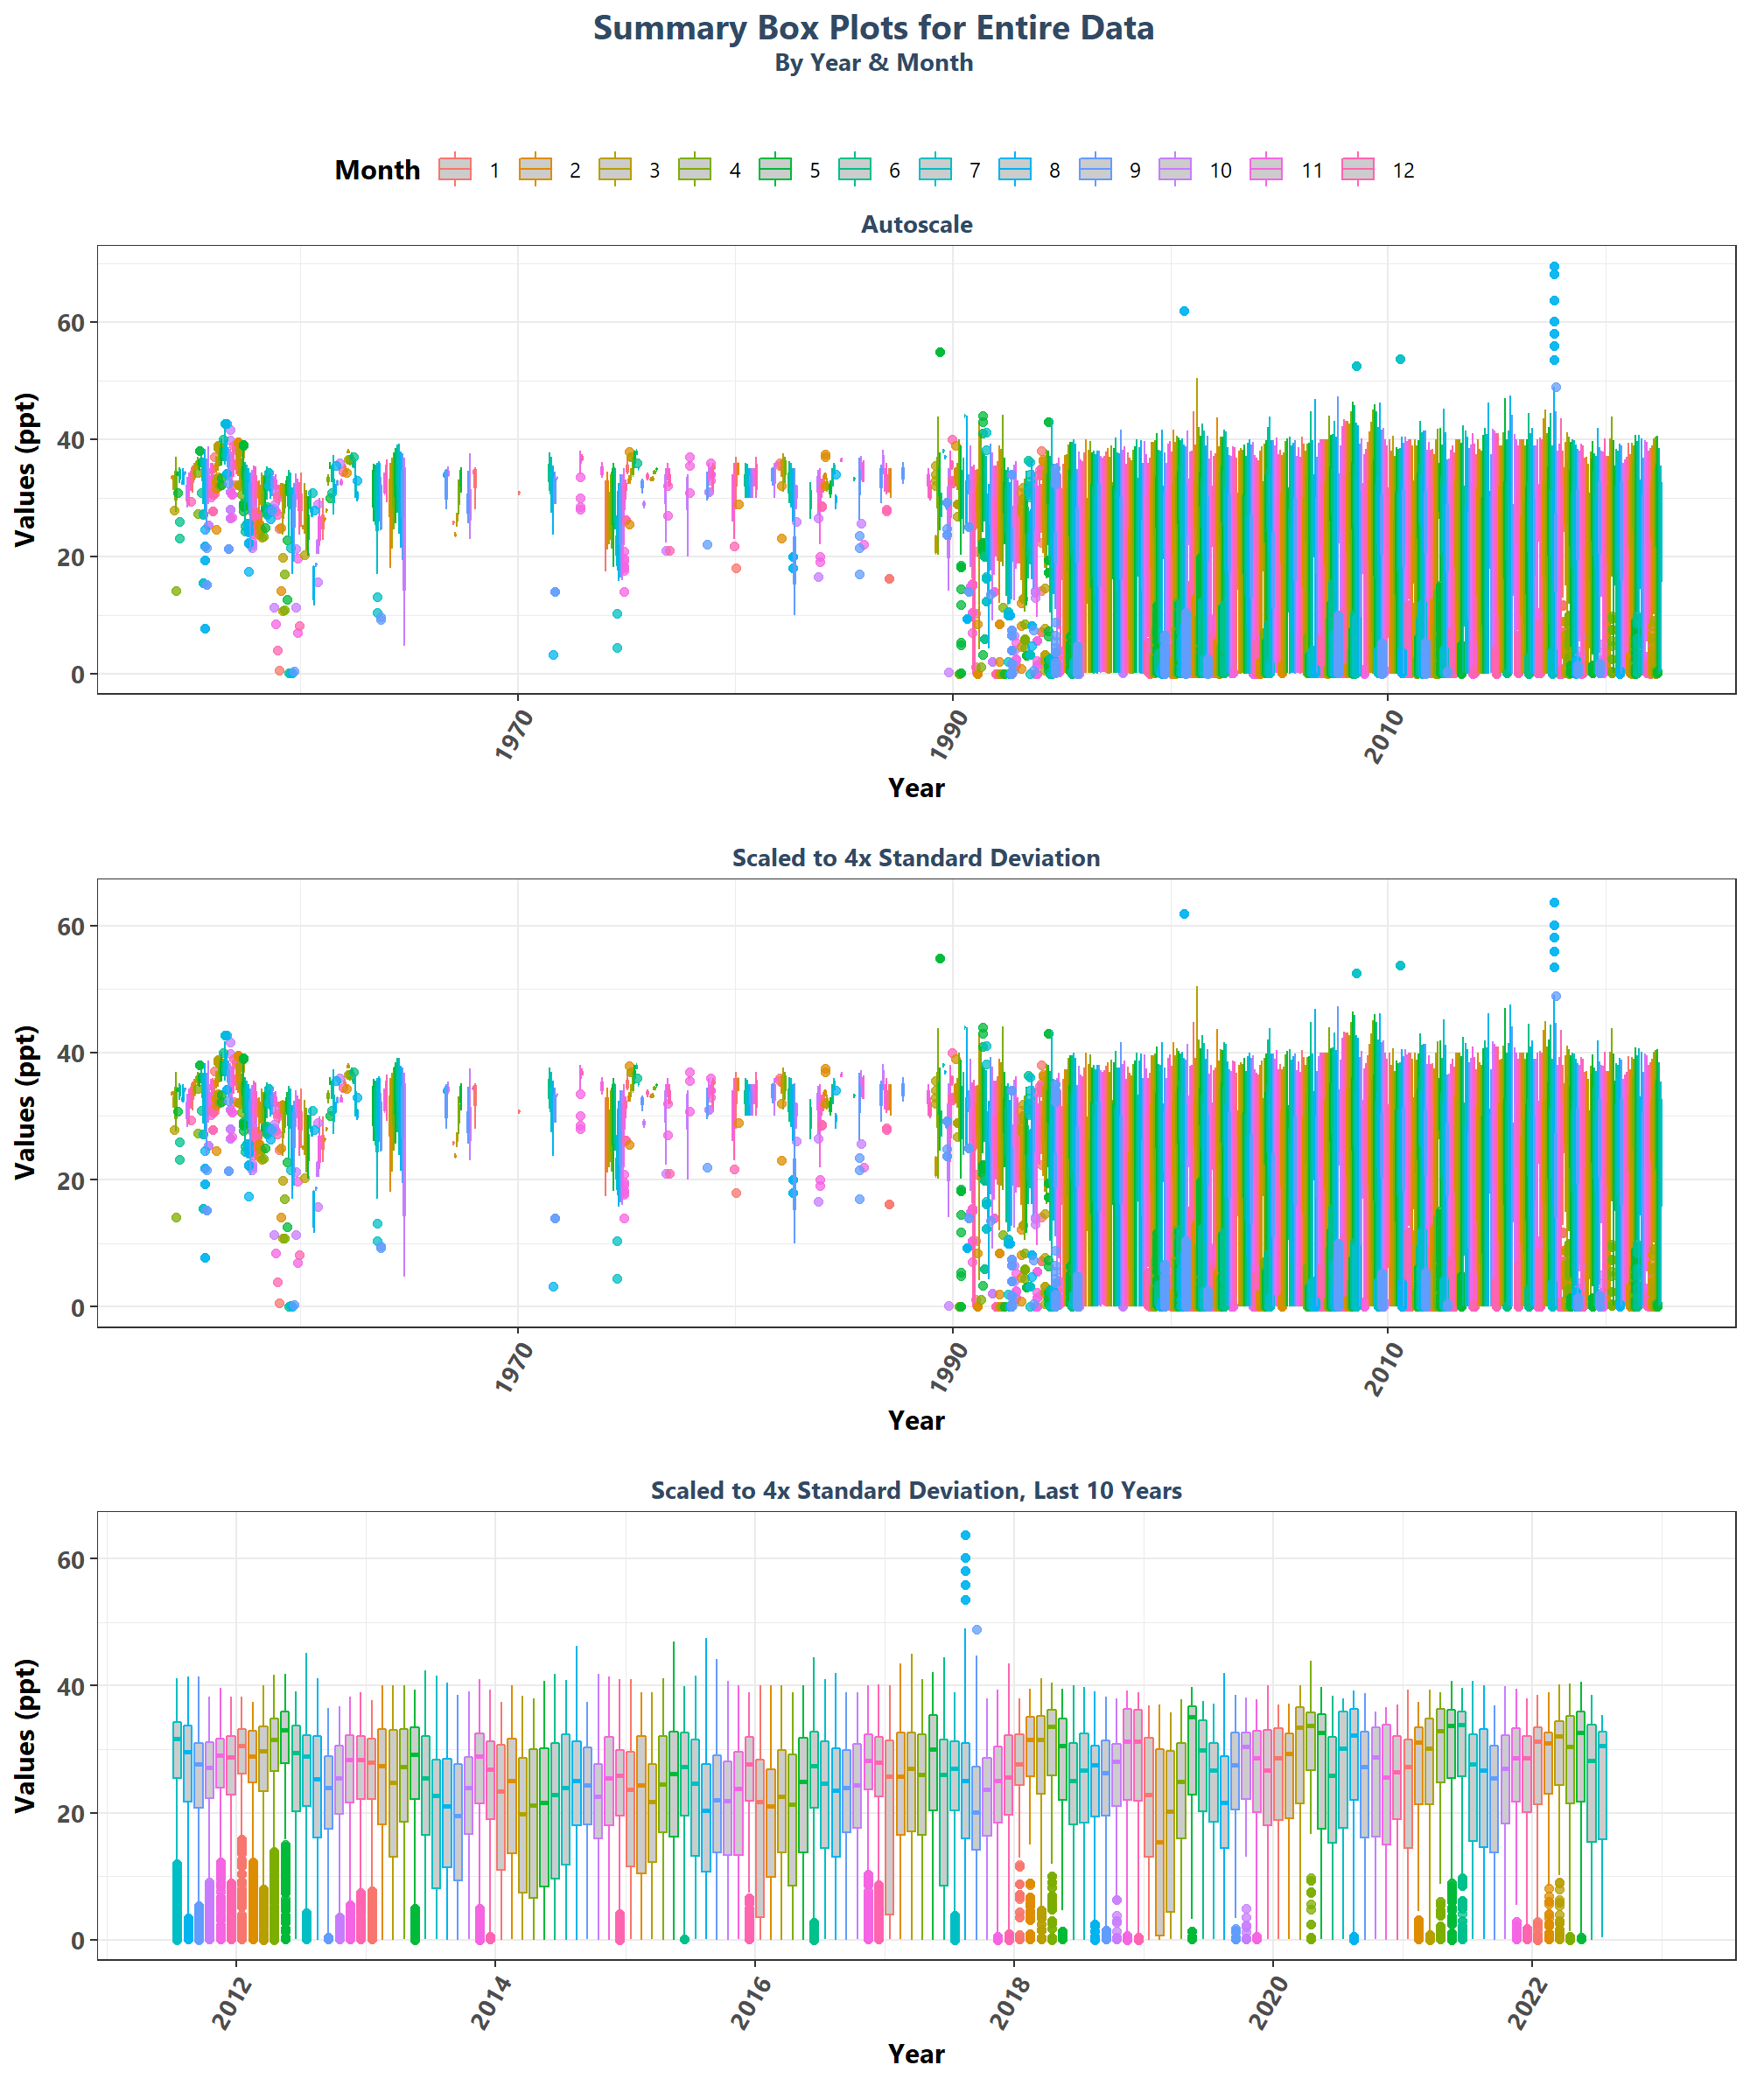 Summary Box Plots for Entire Data
By Year & Month
Month 1 2 3 4 5 6 7 8 9 10 11 12
Autoscale
Values (ppt)
60
40
20
0
1970 1990 2010
Year
Scaled to 4x Standard Deviation
Values (ppt)
60
40
20
0
1970 1990 2010
Year
Scaled to 4x Standard Deviation, Last 10 Years
Values (ppt)
60
40
20
0
2012 2014 2016 2018 2020 2022
Year